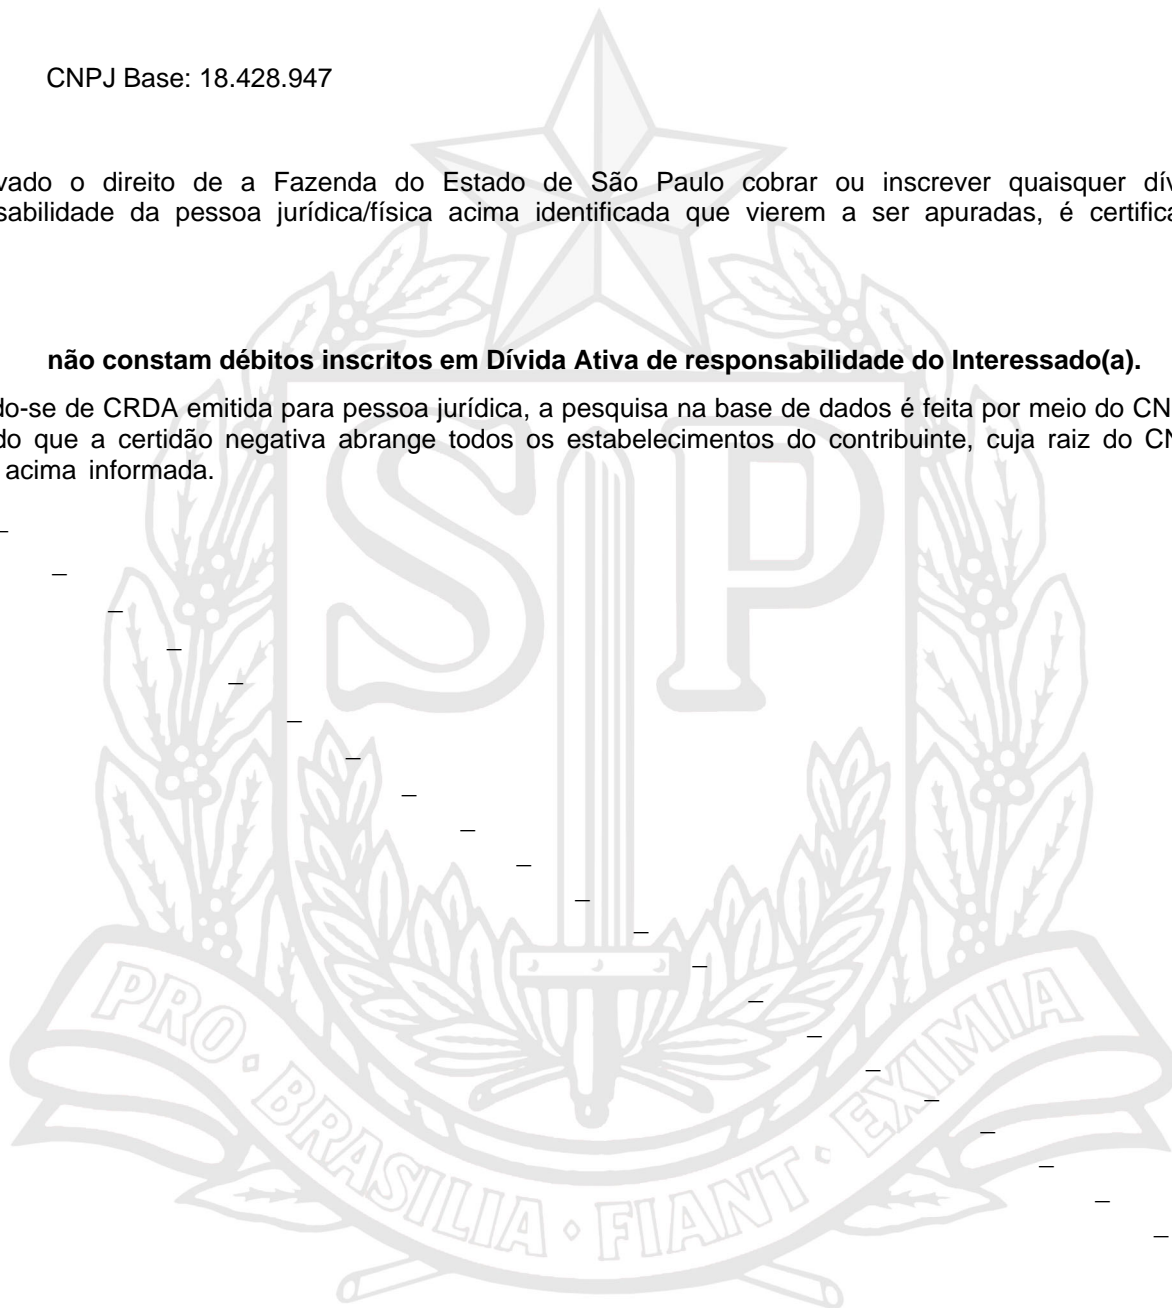 CNPJ Base: 18.428.947
vado o direito de a Fazenda do Estado de São Paulo cobrar ou inscrever quaisquer dív
sabilidade da pessoa jurídica/física acima identificada que vierem a ser apuradas, é certifica
não constam débitos inscritos em Dívida Ativa de responsabilidade do Interessado(a).
do-se de CRDA emitida para pessoa jurídica, a pesquisa na base de dados é feita por meio do CN
do que a certidão negativa abrange todos os estabelecimentos do contribuinte, cuja raiz do CN
acima informada.
SP
PRO • BRASILIA • FIANT • EXIMIA